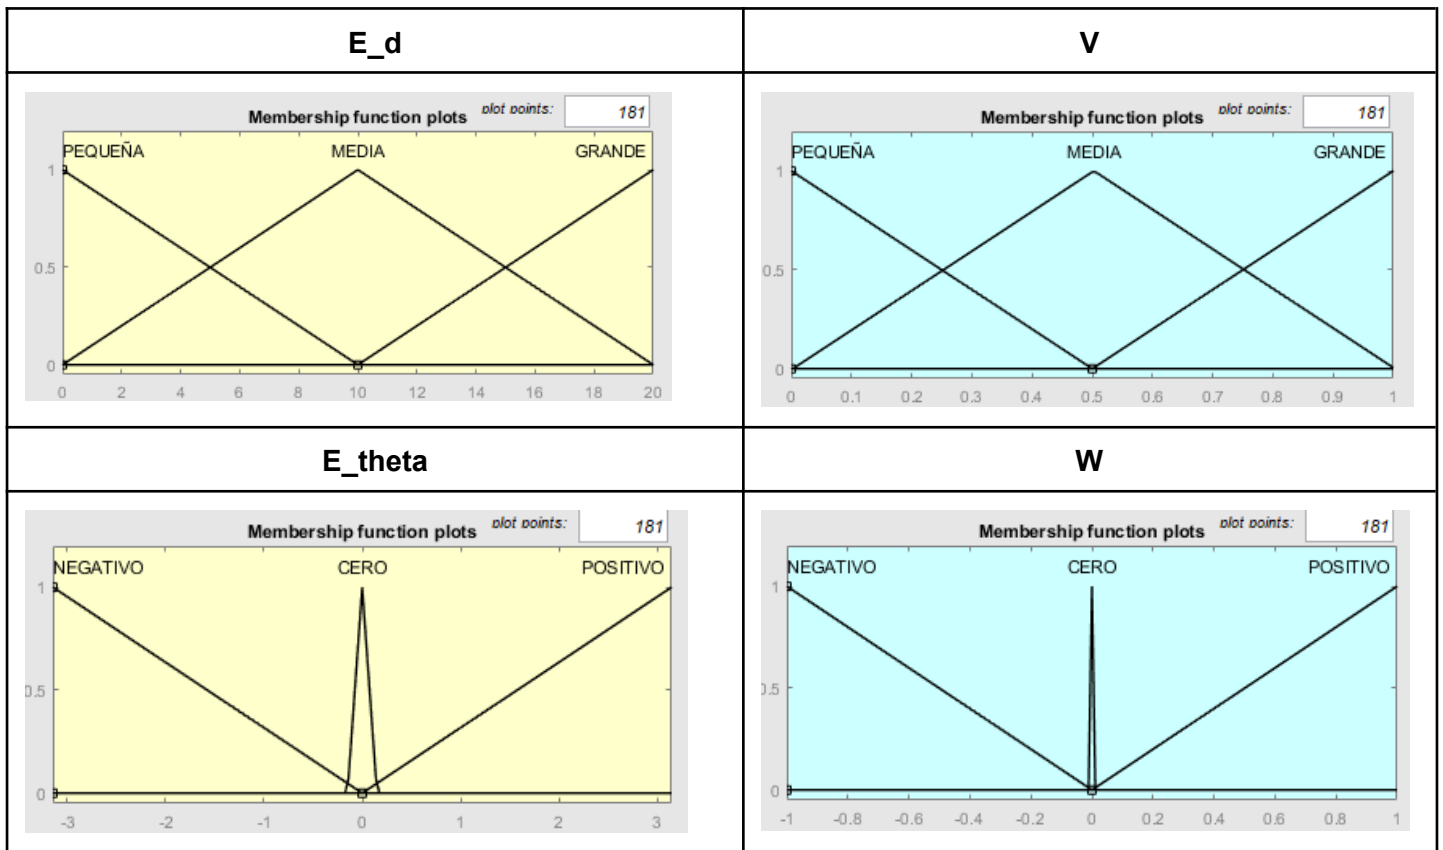 E_d
V
Membership function plots plot points: 181
PEQUEÑA MEDIA GRANDE
1
0.5
0
0 2 4 6 8 10 12 14 16 18 20
Membership function plots plot points: 181
PEQUEÑA MEDIA GRANDE
1
0.5
0
0 0.1 0.2 0.3 0.4 0.5 0.6 0.7 0.8 0.9 1
E_theta
W
Membership function plots plot points: 181
NEGATIVO CERO POSITIVO
1
0.5
0
-3 -2 -1 0 1 2 3
Membership function plots plot points: 181
NEGATIVO CERO POSITIVO
1
0.5
0
-1 -0.8 -0.6 -0.4 -0.2 0 0.2 0.4 0.6 0.8 1